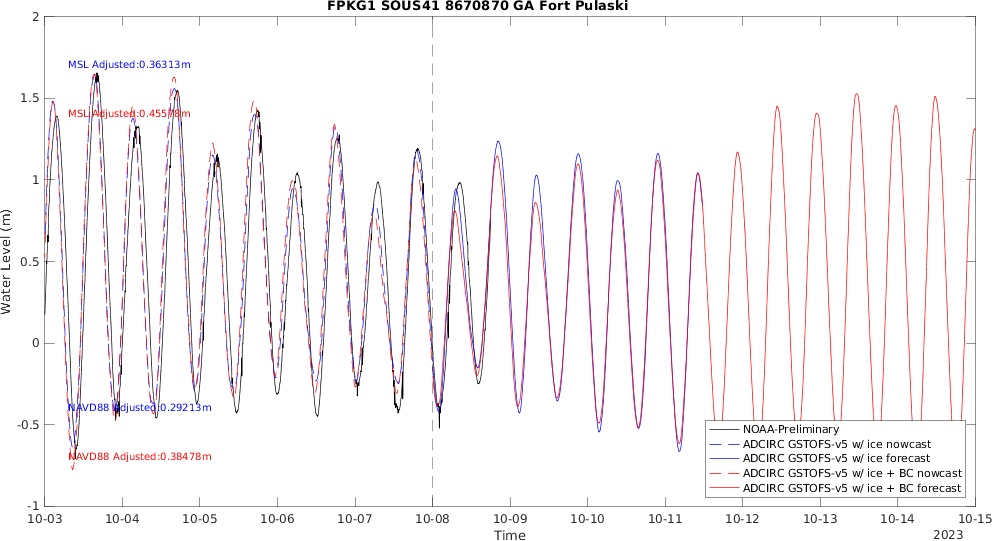 FPKG1 SOUS41 8670870 GA Fort Pulaski
2
1.5
1
0.5
0
-0.5
-1
Water Level (m)
MSL Adjusted:0.36313m
MSL Adjusted:0.45578m
NAVD88 Adjusted:0.29213m
NAVD88 Adjusted:0.38478m
NOAA-Preliminary
ADCIRC GSTOFS-v5 w/ ice nowcast
ADCIRC GSTOFS-v5 w/ ice forecast
ADCIRC GSTOFS-v5 w/ ice + BC nowcast
ADCIRC GSTOFS-v5 w/ ice + BC forecast
10-03 10-04 10-05 10-06 10-07 10-08 10-09 10-10 10-11 10-12 10-13 10-14 10-15
Time
2023